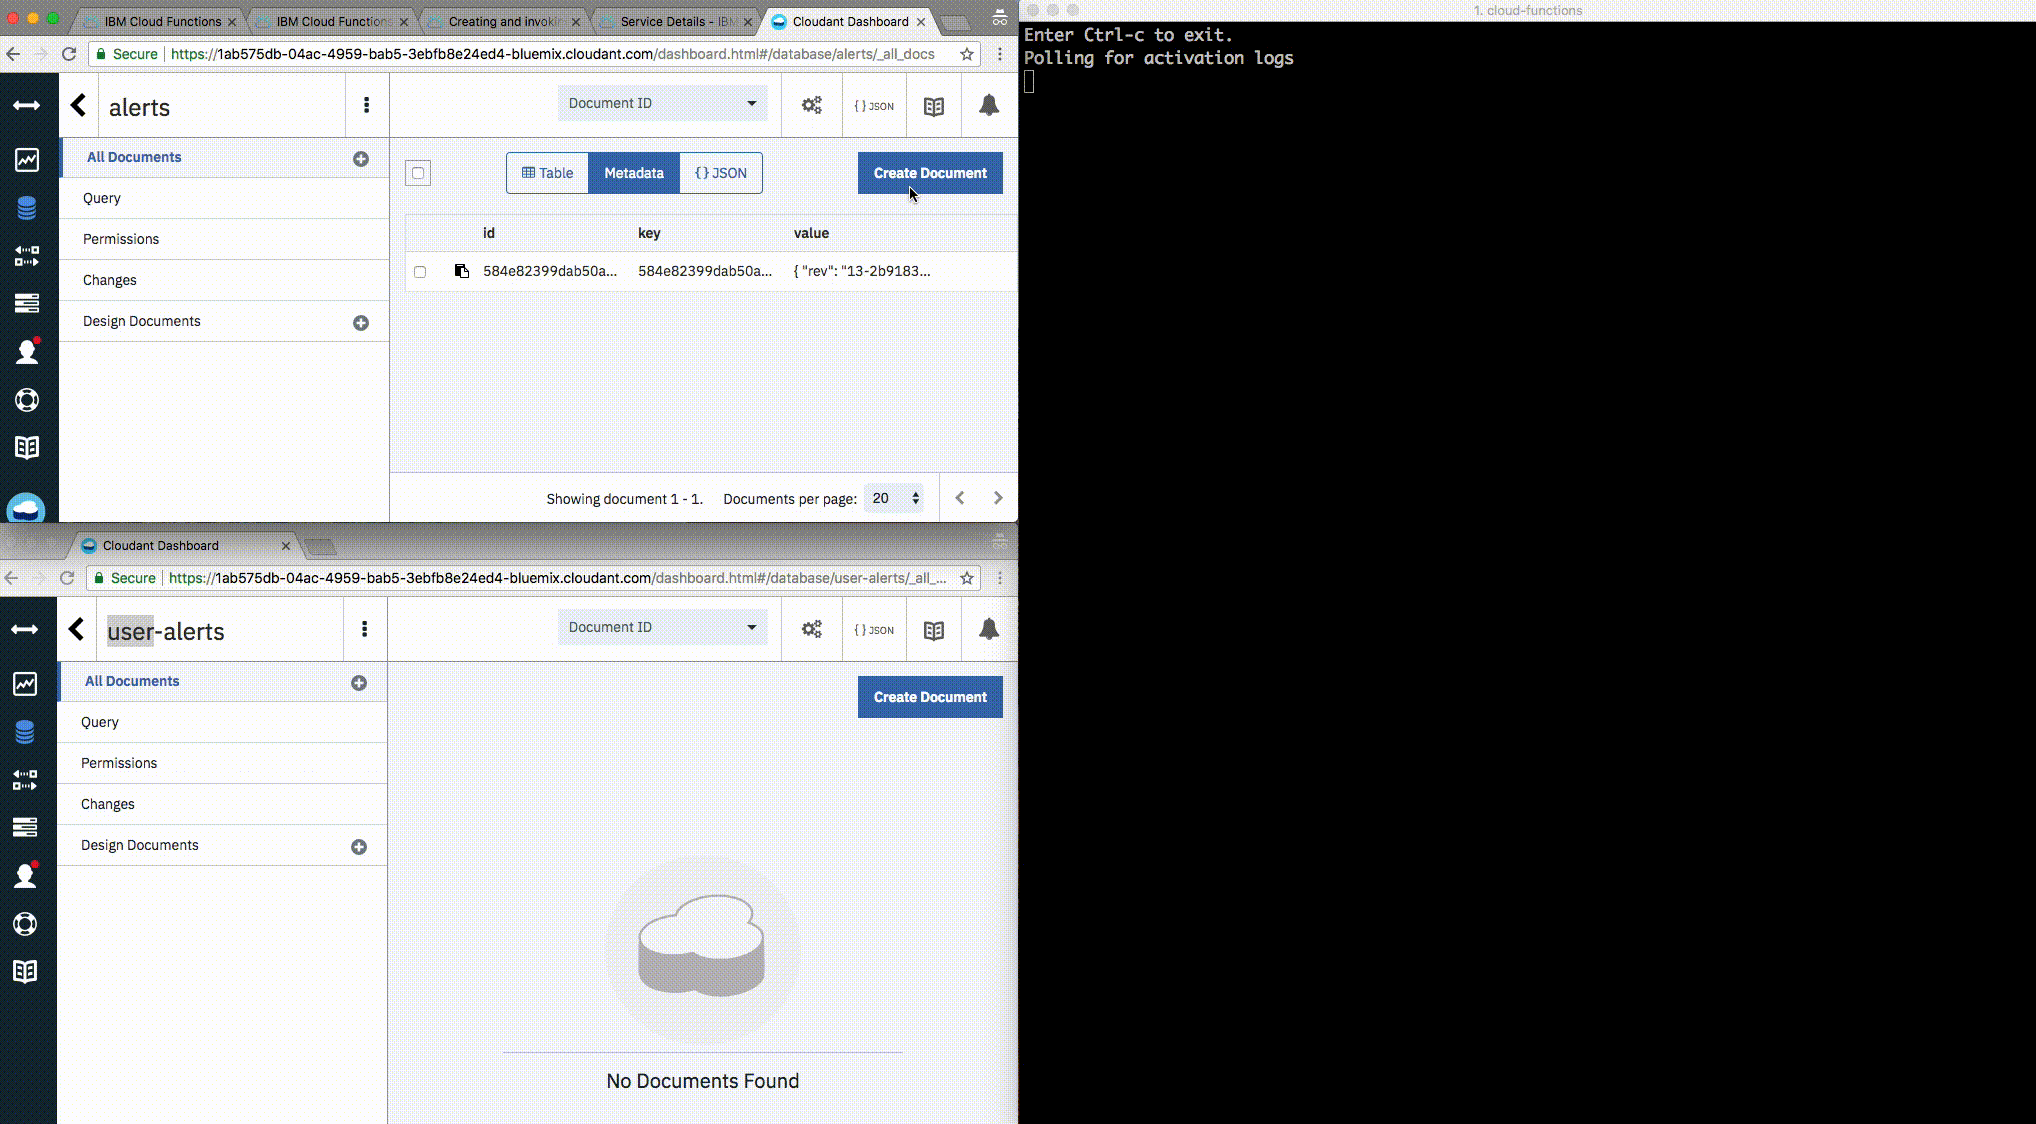 IBM Cloud Functions
IBM Cloud Functions
Creating and invokin
Service Details - IBM
Cloudant Dashboard
Secure
https://1ab575db-04ac-4959-bab5-3ebfb8e24ed4-bluemix.cloudant.com/dashboard.html#/database/alerts/_all_docs
alerts
Document ID
{ } JSON
All Documents
Query
Permissions
Changes
Design Documents
Table
Metadata
{ } JSON
Create Document
id key value
584e82399dab50a... 584e82399dab50a... { "rev": "13-2b9183...
Showing document 1 - 1. Documents per page: 20
Cloudant Dashboard
Secure
https://1ab575db-04ac-4959-bab5-3ebfb8e24ed4-bluemix.cloudant.com/dashboard.html#/database/user-alerts/_all_...
user-alerts
Document ID
{ } JSON
All Documents
Query
Permissions
Changes
Design Documents
Create Document
No Documents Found
1. cloud-functions
Enter Ctrl-c to exit.
Polling for activation logs